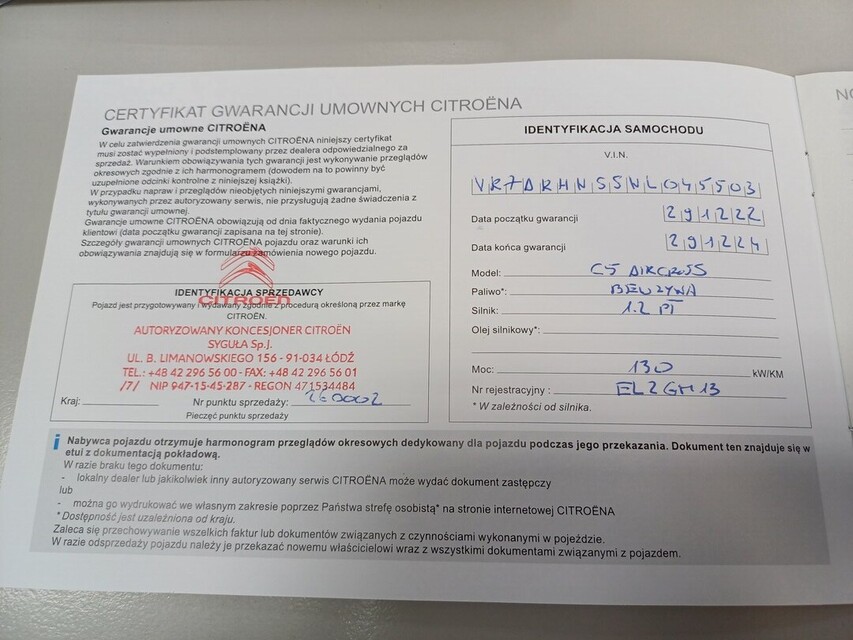 CERTYFIKAT GWARANCJI UMOWNYCH CITROËNA
Gwarancje umowne CITROËNA
W celu zatwierdzenia gwarancji umownych CITROËNA niniejszy certyfikat
musi zostać wypełniony i podstemplowany przez dealera odpowiedzialnego za
sprzedaż. Warunkiem obowiązywania tych gwarancji jest wykonywanie przeglądów
okresowych zgodnie z ich harmonogramem (dowodem na to powinny być
uzupełnione odcinki kontrolne z niniejszej książki).
W przypadku napraw i przeglądów nieobjętych niniejszymi gwarancjami,
wykonywanych przez autoryzowany serwis, nie przysługują żadne świadczenia z
tytułu gwarancji umownej.
Gwarancje umowne CITROËNA obowiązują od dnia faktycznego wydania pojazdu
klientowi (data początku gwarancji zapisana na tej stronie).
Szczegóły gwarancji umownych CITROËNA pojazdu oraz warunki ich
obowiązywania znajdują się w formularzu zamówienia nowego pojazdu.
IDENTYFIKACJA SPRZEDAWCY
Pojazd jest przygotowywany i wydawany zgodnie z procedurą określoną przez markę
CITROËN.
CITROËN
AUTORYZOWANY KONCESJONER CITROËN
SYGUŁA Sp.J.
UL. B. LIMANOWSKIEGO 156 - 91-034 ŁÓDŹ
TEL.: +48 42 296 56 00 - FAX: +48 42 296 56 01
/7/ NIP 947-15-45-287 - REGON 471534484
Kraj: Nr punktu sprzedaży: 260002
Pieczęć punktu sprzedaży
IDENTYFIKACJA SAMOCHODU
V.I.N.
VR7ARHNSSNL045503
Data początku gwarancji 291222
Data końca gwarancji 291224
Model: C5 AIRCROSS
Paliwo*: BENZYNA
Silnik: 1.2 PT
Olej silnikowy*:
Moc: 130 kW/KM
Nr rejestracyjny : EL2GM13
* W zależności od silnika.
i Nabywca pojazdu otrzymuje harmonogram przeglądów okresowych dedykowany dla pojazdu podczas jego przekazania. Dokument ten znajduje się w
etui z dokumentacją pokładową.
W razie braku tego dokumentu:
- lokalny dealer lub jakikolwiek inny autoryzowany serwis CITROËNA może wydać dokument zastępczy
lub
- można go wydrukować we własnym zakresie poprzez Państwa strefę osobistą* na stronie internetowej CITROËNA
* Dostępność jest uzależniona od kraju.
Zaleca się przechowywanie wszelkich faktur lub dokumentów związanych z czynnościami wykonanymi w pojeździe.
W razie odsprzedaży pojazdu należy je przekazać nowemu właścicielowi wraz z wszystkimi dokumentami związanymi z pojazdem.